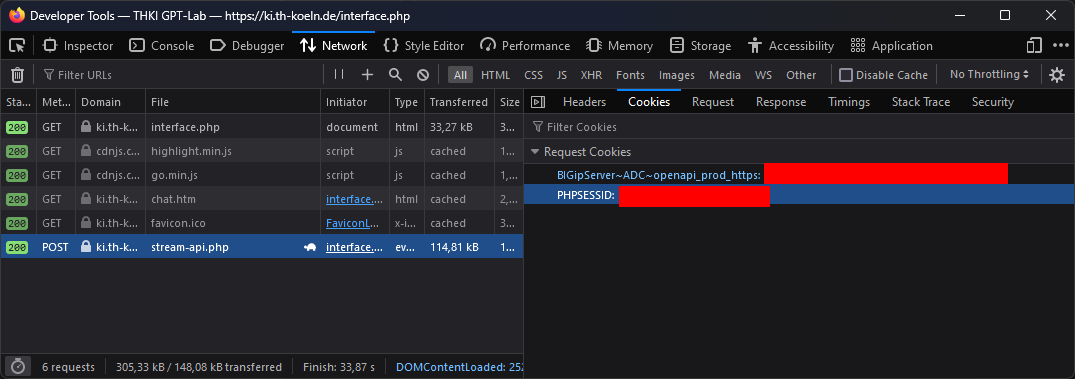 Developer Tools — THKI GPT-Lab — https://ki.th-koeln.de/interface.php
Inspector Console Debugger Network Style Editor Performance Memory Storage Accessibility Application
Filter URLs All HTML CSS JS XHR Fonts Images Media WS Other Disable Cache No Throttling
Sta... Met... Domain File Initiator Type Transferred Size
Headers Cookies Request Response Timings Stack Trace Security
200 GET ki.th-k... interface.php document html 33,27 kB 3...
Filter Cookies
200 GET cdnjs.c... highlight.min.js script js cached 1...
Request Cookies
200 GET cdnjs.c... go.min.js script js cached 1...
BIGipServer~ADC~openapi_prod_https:
200 GET ki.th-k... chat.htm interface.... html cached 2,...
PHPSESSID:
200 GET ki.th-k... favicon.ico FaviconL... x-i... cached 3...
200 POST ki.th-k... stream-api.php interface.... ev... 114,81 kB 1...
6 requests 305,33 kB / 148,08 kB transferred Finish: 33,87 s DOMContentLoaded: 252